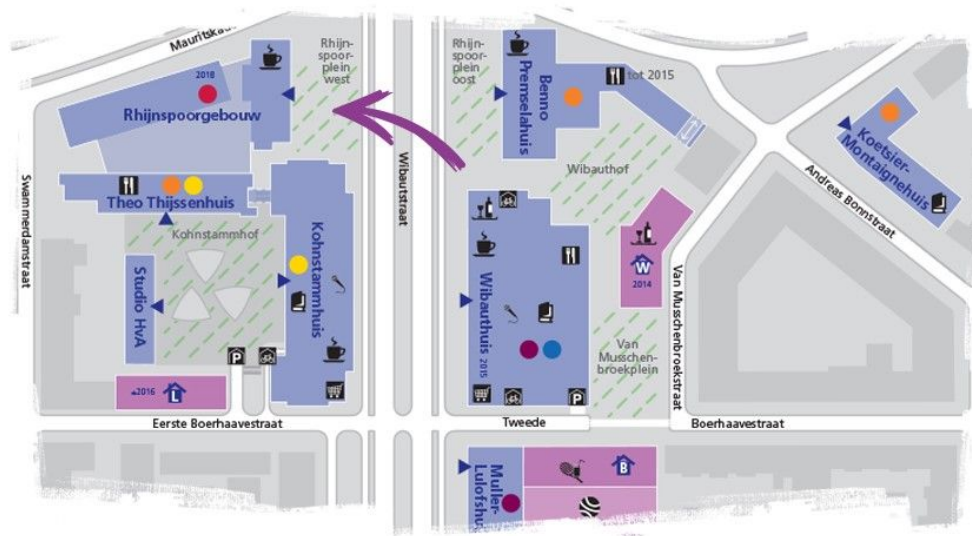 Mauritskad
Rhijn-
spoor-
plein
west
Rhijn-
spoor-
plein
oost
Benno
Premselahuis
tot 2015
2018
Rhijnspoorgebouw
Koetsier-
Montaignehuis
Andreas Bonnstraat
Wibauthof
Wibautstraat
Swammerdamstraat
Theo Thijssenhuis
Kohnstammhof
Kohnstammhuis
Studio HvA
Wibauthuis 2015
W
2014
Van Musschenbroekstraat
Van
Musschen-
broekplein
P
P
2016
L
Eerste Boerhaavestraat
Tweede
Boerhaavestraat
Muller-
Lulofshu
B